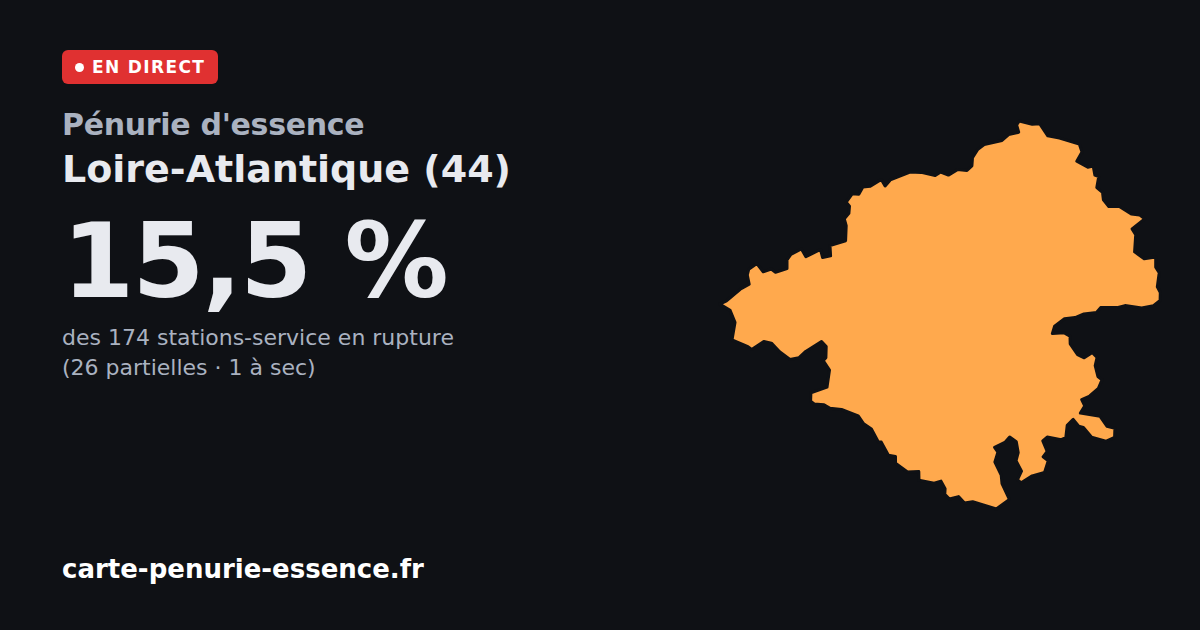 EN DIRECT
Pénurie d'essence
Loire-Atlantique (44)
15,5 %
des 174 stations-service en rupture
(26 partielles · 1 à sec)
carte-penurie-essence.fr